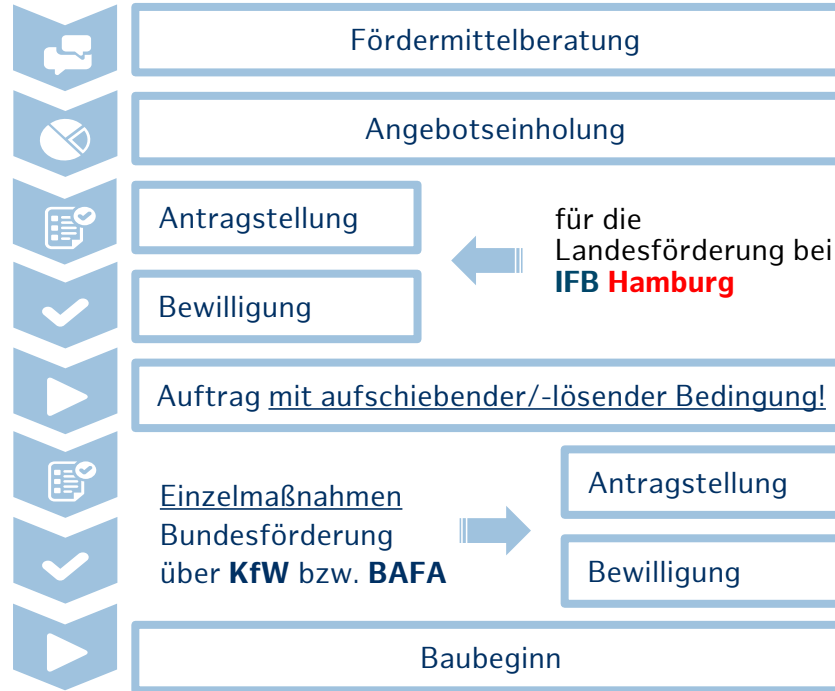 Fördermittelberatung
Angebotseinholung
Antragstellung
für die
Landesförderung bei
IFB Hamburg
Bewilligung
Auftrag mit aufschiebender/-lösender Bedingung!
Einzelmaßnahmen
Bundesförderung
über KfW bzw. BAFA
Antragstellung
Bewilligung
Baubeginn